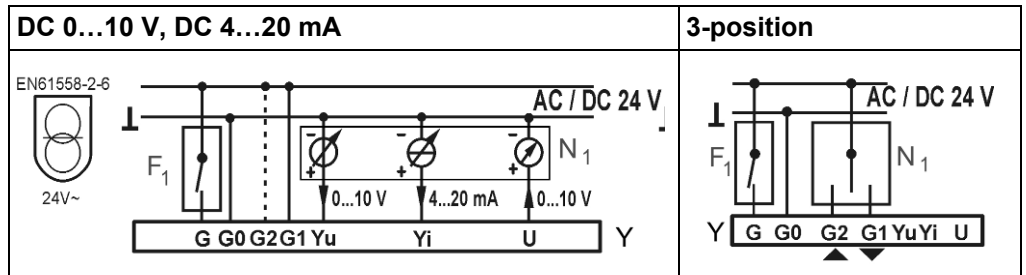 DC 0…10 V, DC 4…20 mA
3-position
EN61558-2-6
24V~
AC / DC 24 V
F1
- - -
N1
+ + +
0...10 V 4...20 mA 0...10 V
G G0 G2 G1 Yu Yi U
Y
AC / DC 24 V
F1
N1
Y
G G0 G2 G1 Yu Yi U